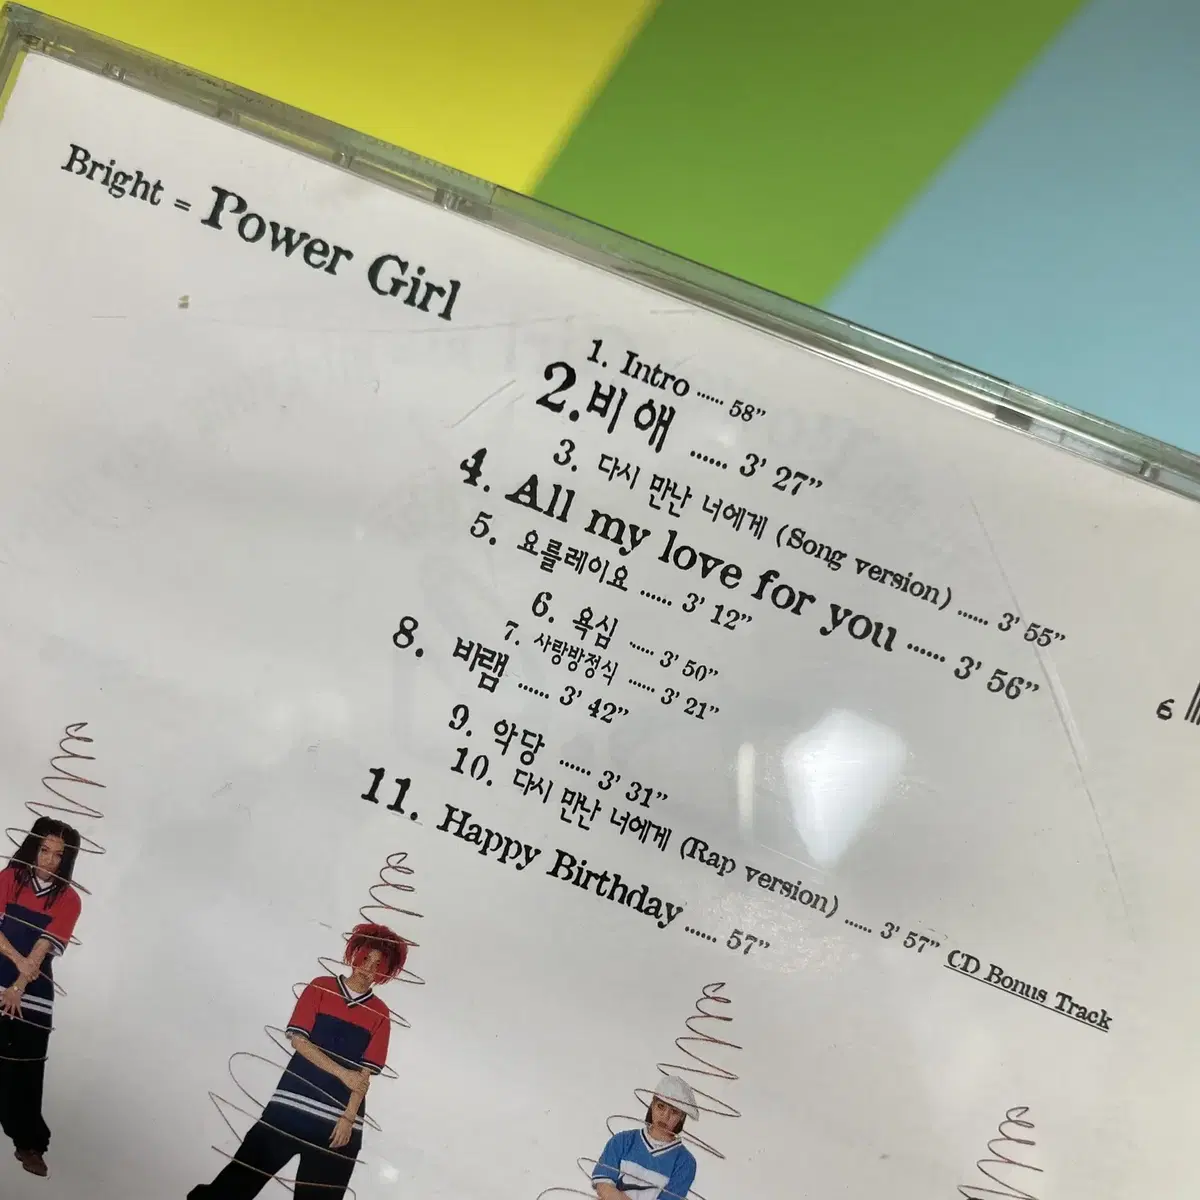 Bright = Power Girl
1. Intro ...... 58"
2. 비애 ...... 3' 27"
3. 다시 만난 너에게 (Song version) ...... 3' 55"
4. All my love for you ...... 3' 56"
5. 요를레이요 ...... 3' 12"
6. 욕심 ...... 3' 50"
7. 사랑방정식 ...... 3' 21"
8. 바램 ...... 3' 42"
9. 악당 ...... 3' 31"
10. 다시 만난 너에게 (Rap version) ...... 3' 57" CD Bonus Track
11. Happy Birthday ...... 57"
6